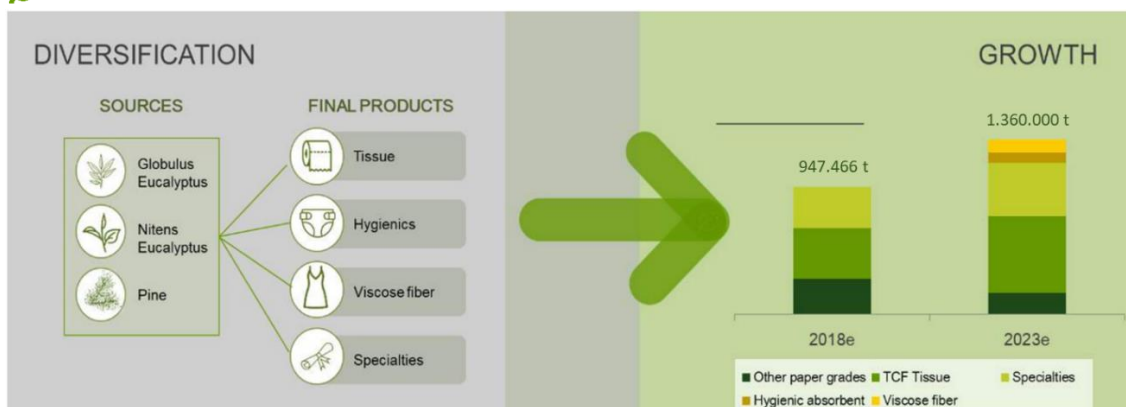 DIVERSIFICATION
SOURCES
Globulus
Eucalyptus
Nitens
Eucalyptus
Pine
FINAL PRODUCTS
Tissue
Hygienics
Viscose fiber
Specialties
GROWTH
947.466 t
1.360.000 t
2018e
2023e
Other paper grades
TCF Tissue
Specialties
Hygienic absorbent
Viscose fiber